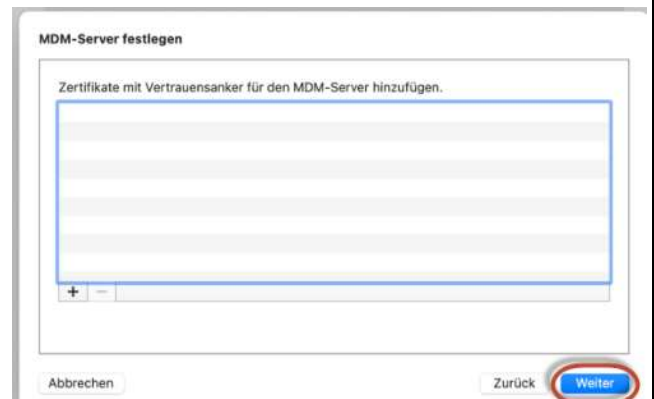 MDM-Server festlegen
Zertifikate mit Vertrauensanker für den MDM-Server hinzufügen.
+ −
Abbrechen Zurück Weiter